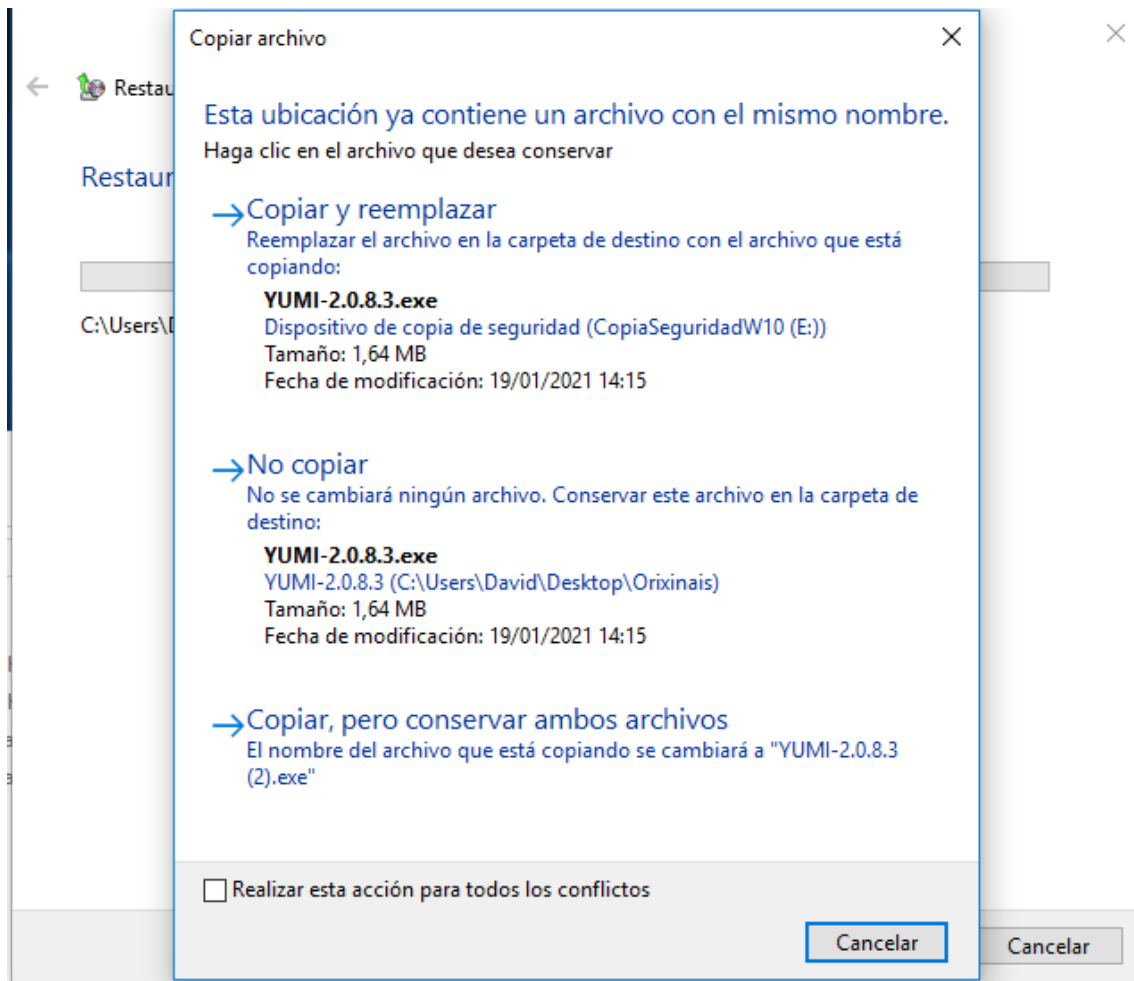 Copiar archivo
Restau
Esta ubicación ya contiene un archivo con el mismo nombre.
Haga clic en el archivo que desea conservar
Restaur
Copiar y reemplazar
Reemplazar el archivo en la carpeta de destino con el archivo que está
copiando:
YUMI-2.0.8.3.exe
Dispositivo de copia de seguridad (CopiaSeguridadW10 (E:))
C:\Users\D
Tamaño: 1,64 MB
Fecha de modificación: 19/01/2021 14:15
No copiar
No se cambiará ningún archivo. Conservar este archivo en la carpeta de
destino:
YUMI-2.0.8.3.exe
YUMI-2.0.8.3 (C:\Users\David\Desktop\Orixinais)
Tamaño: 1,64 MB
Fecha de modificación: 19/01/2021 14:15
Copiar, pero conservar ambos archivos
El nombre del archivo que está copiando se cambiará a "YUMI-2.0.8.3
(2).exe"
Realizar esta acción para todos los conflictos
Cancelar
Cancelar